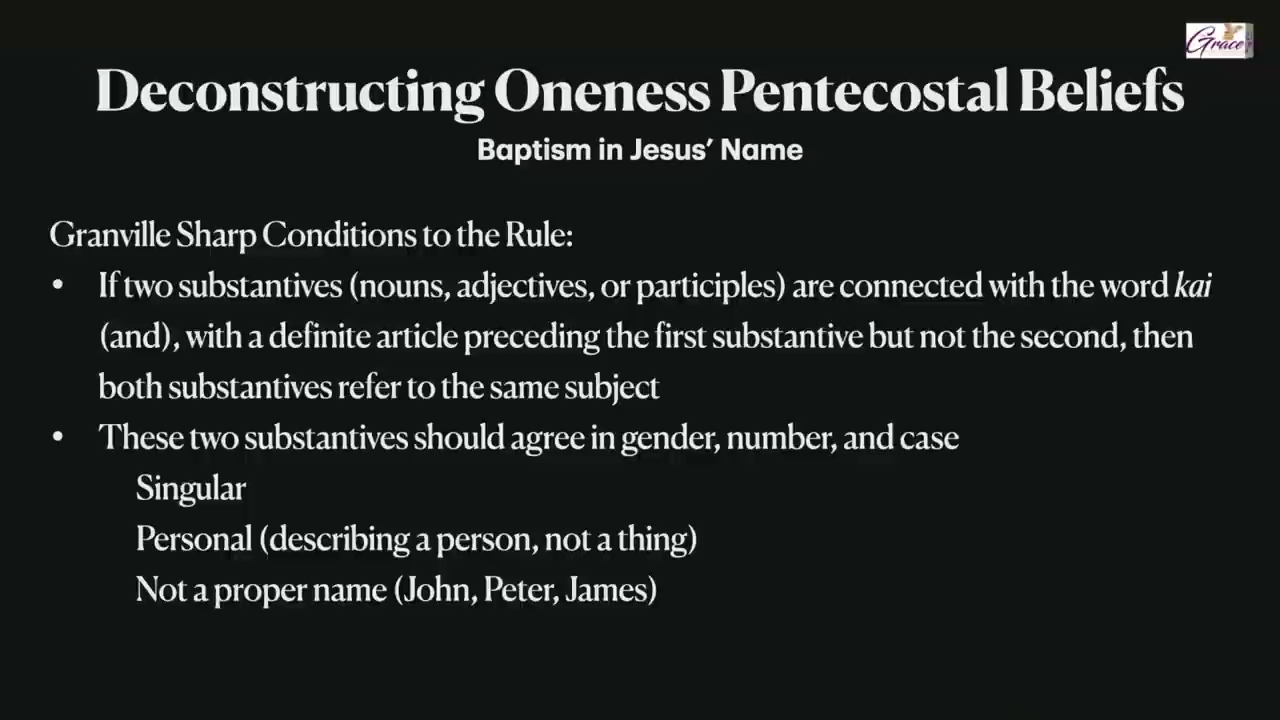 Grace
Deconstructing Oneness Pentecostal Beliefs
Baptism in Jesus’ Name
Granville Sharp Conditions to the Rule:
• If two substantives (nouns, adjectives, or participles) are connected with the word kai
(and), with a definite article preceding the first substantive but not the second, then
both substantives refer to the same subject
• These two substantives should agree in gender, number, and case
Singular
Personal (describing a person, not a thing)
Not a proper name (John, Peter, James)